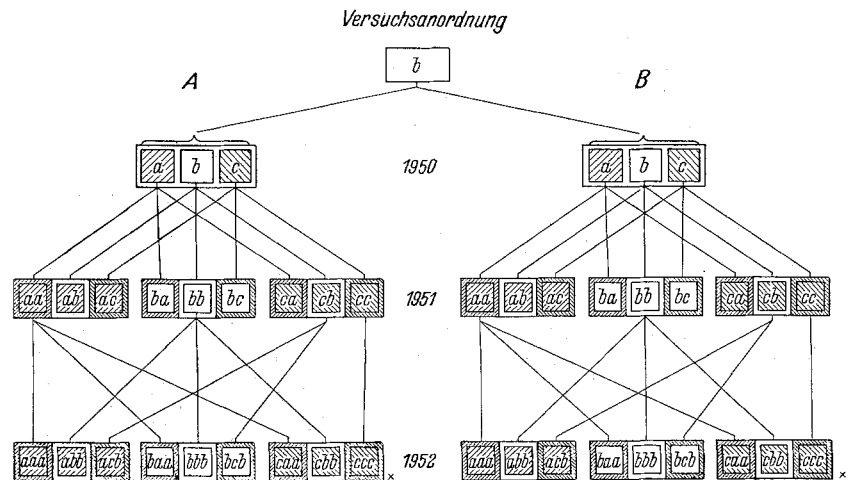 Versuchsanordnung
b
A B
a b c 1950 a b c
aa ab ac ba bb bc ca cb cc 1951 aa ab ac ba bb bc ca cb cc
aaa abb acb baa bbb bcb caa cbb ccc × 1952 aaa abb acb baa bbb bcb caa cbb ccc ×